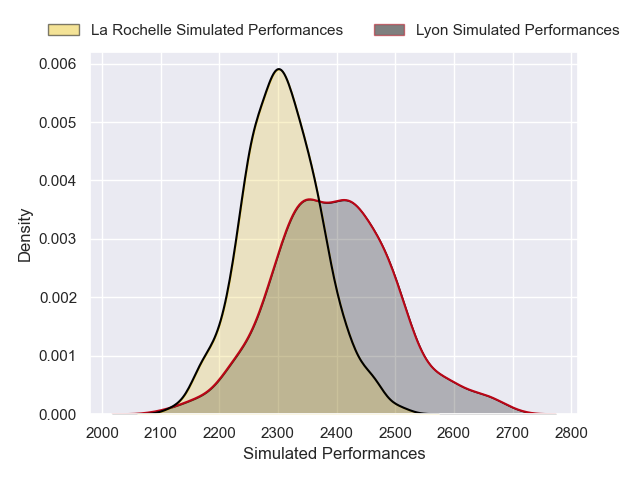 La Rochelle Simulated Performances Lyon Simulated Performances
0.006
0.005
0.004
0.003
0.002
0.001
0.000
Density
2000 2100 2200 2300 2400 2500 2600 2700 2800
Simulated Performances